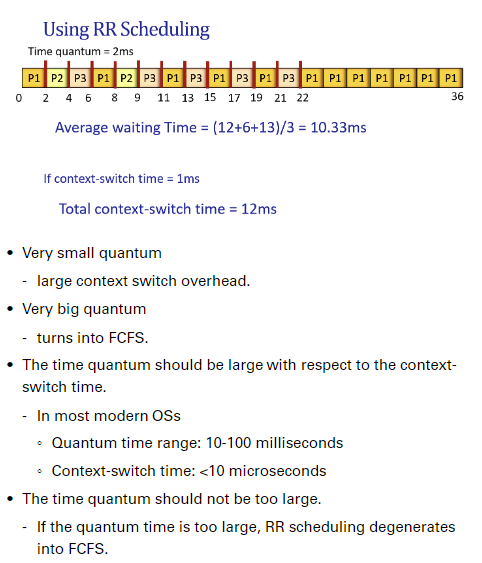 Using RR Scheduling
Time quantum = 2ms
P1 P2 P3 P1 P2 P3 P1 P3 P1 P3 P1 P3 P1 P1 P1 P1 P1 P1 P1
0 2 4 6 8 9 11 13 15 17 19 21 22 36
Average waiting Time = (12+6+13)/3 = 10.33ms
If context-switch time = 1ms
Total context-switch time = 12ms
• Very small quantum
- large context switch overhead.
• Very big quantum
- turns into FCFS.
• The time quantum should be large with respect to the context-
switch time.
- In most modern OSs
◦ Quantum time range: 10-100 milliseconds
◦ Context-switch time: <10 microseconds
• The time quantum should not be too large.
- If the quantum time is too large, RR scheduling degenerates
into FCFS.